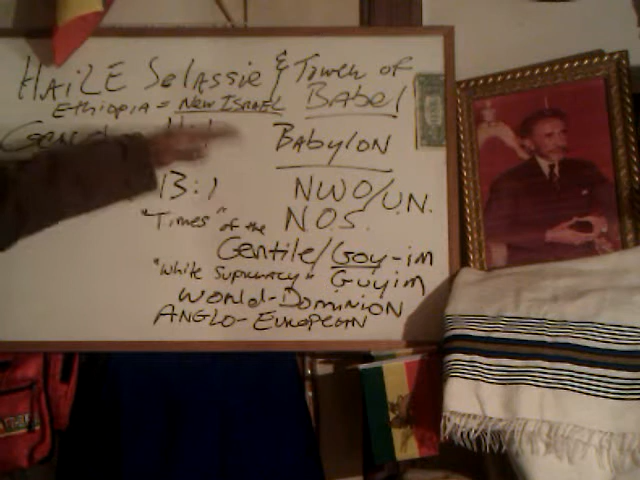 HAiLE Selassie & Tower of
Ethiopia = New ISRAEL Babel
BabyLON
13:1 NWO/U.N.
"Times" of the N.O.S.
Gentile/Goy-im
"White Supremacy" Guyim
WORLD-DOMINION
ANGLO-EUROPEAN